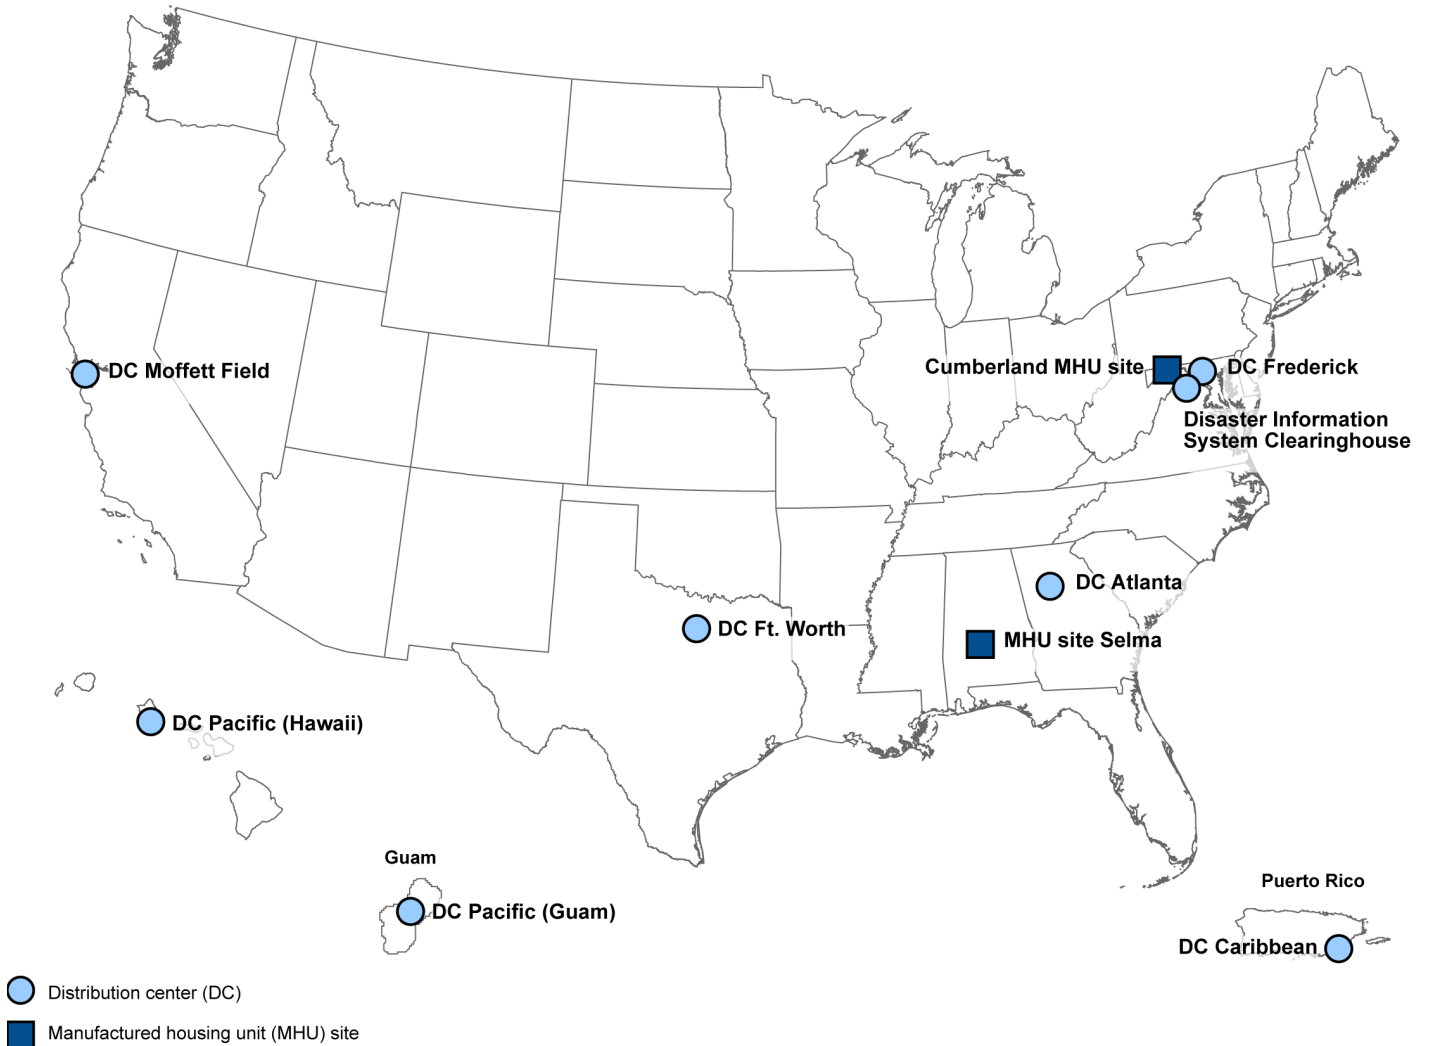 DC Moffett Field
Cumberland MHU site
DC Frederick
Disaster Information
System Clearinghouse
DC Atlanta
DC Ft. Worth
MHU site Selma
DC Pacific (Hawaii)
Guam
DC Pacific (Guam)
Puerto Rico
DC Caribbean
Distribution center (DC)
Manufactured housing unit (MHU) site